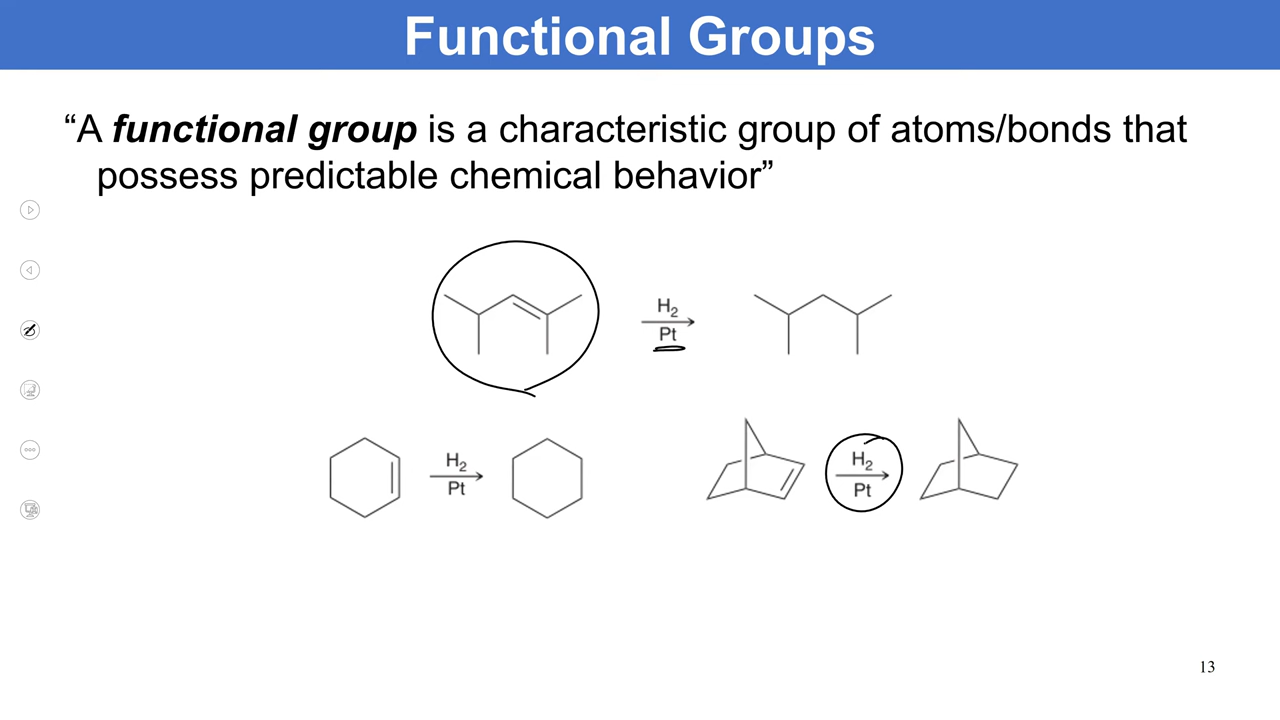 Functional Groups
“A functional group is a characteristic group of atoms/bonds that
possess predictable chemical behavior”
H2
Pt
H2
Pt
H2
Pt
13